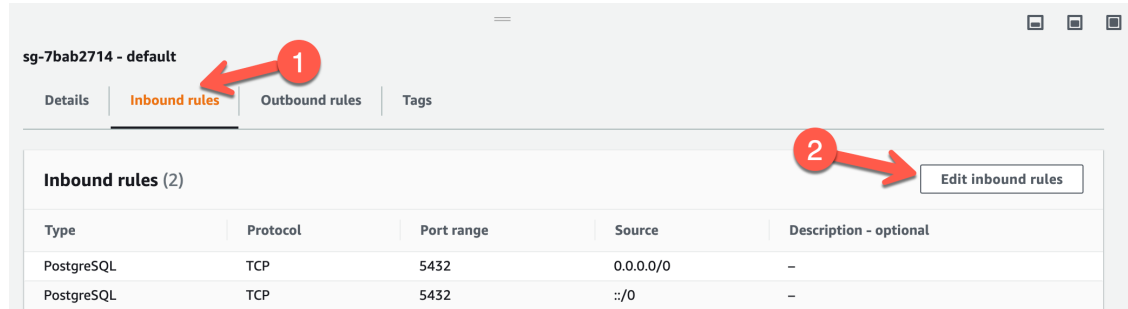 sg-7bab2714 - default
1
Details Inbound rules Outbound rules Tags
2
Inbound rules (2) Edit inbound rules
Type Protocol Port range Source Description - optional
PostgreSQL TCP 5432 0.0.0.0/0 –
PostgreSQL TCP 5432 ::/0 –